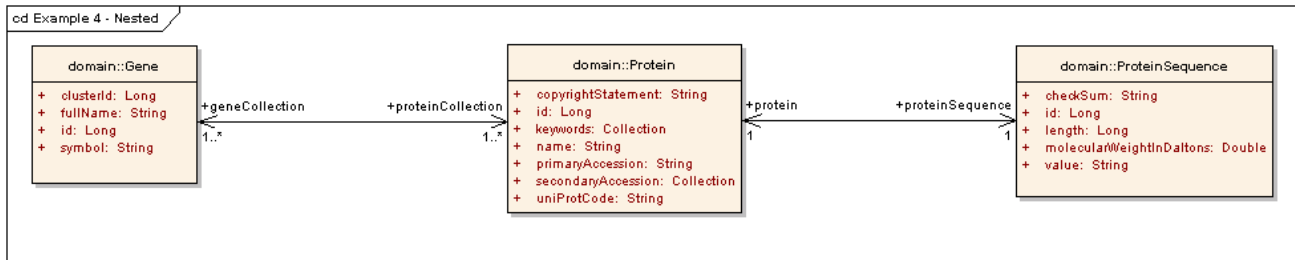 cd Example 4 - Nested
domain::Gene
+ clusterId: Long
+ fullName: String
+ id: Long
+ symbol: String
+geneCollection
1..*
+proteinCollection
1..*
domain::Protein
+ copyrightStatement: String
+ id: Long
+ keywords: Collection
+ name: String
+ primaryAccession: String
+ secondaryAccession: Collection
+ uniProtCode: String
+protein
1
+proteinSequence
1
domain::ProteinSequence
+ checkSum: String
+ id: Long
+ length: Long
+ molecularWeightInDaltons: Double
+ value: String